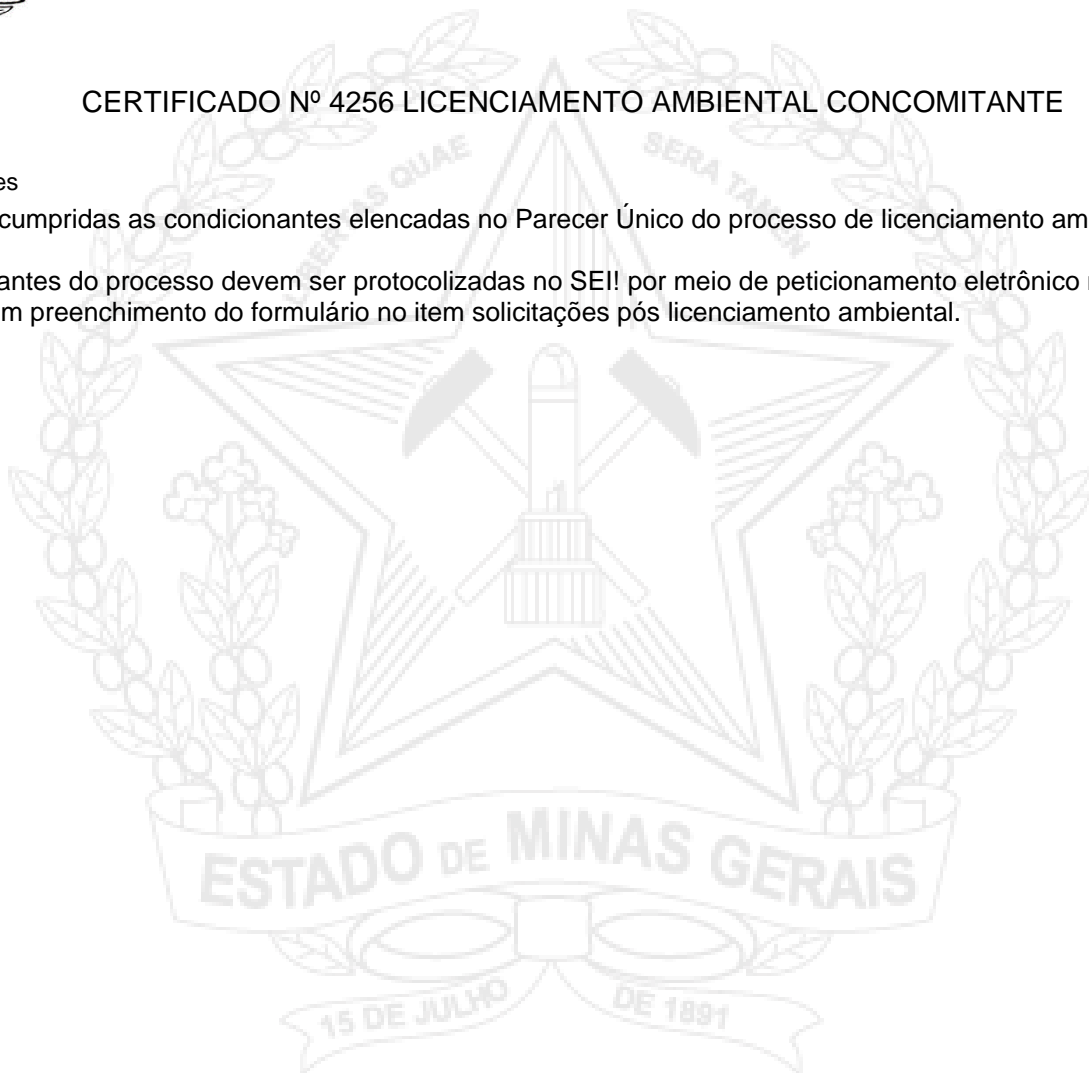 CERTIFICADO Nº 4256 LICENCIAMENTO AMBIENTAL CONCOMITANTE
es
cumpridas as condicionantes elencadas no Parecer Único do processo de licenciamento am
antes do processo devem ser protocolizadas no SEI! por meio de peticionamento eletrônico
m preenchimento do formulário no item solicitações pós licenciamento ambiental.
LIBERTAS QUAE SERA TAMEN
ESTADO DE MINAS GERAIS
15 DE JULHO DE 1891